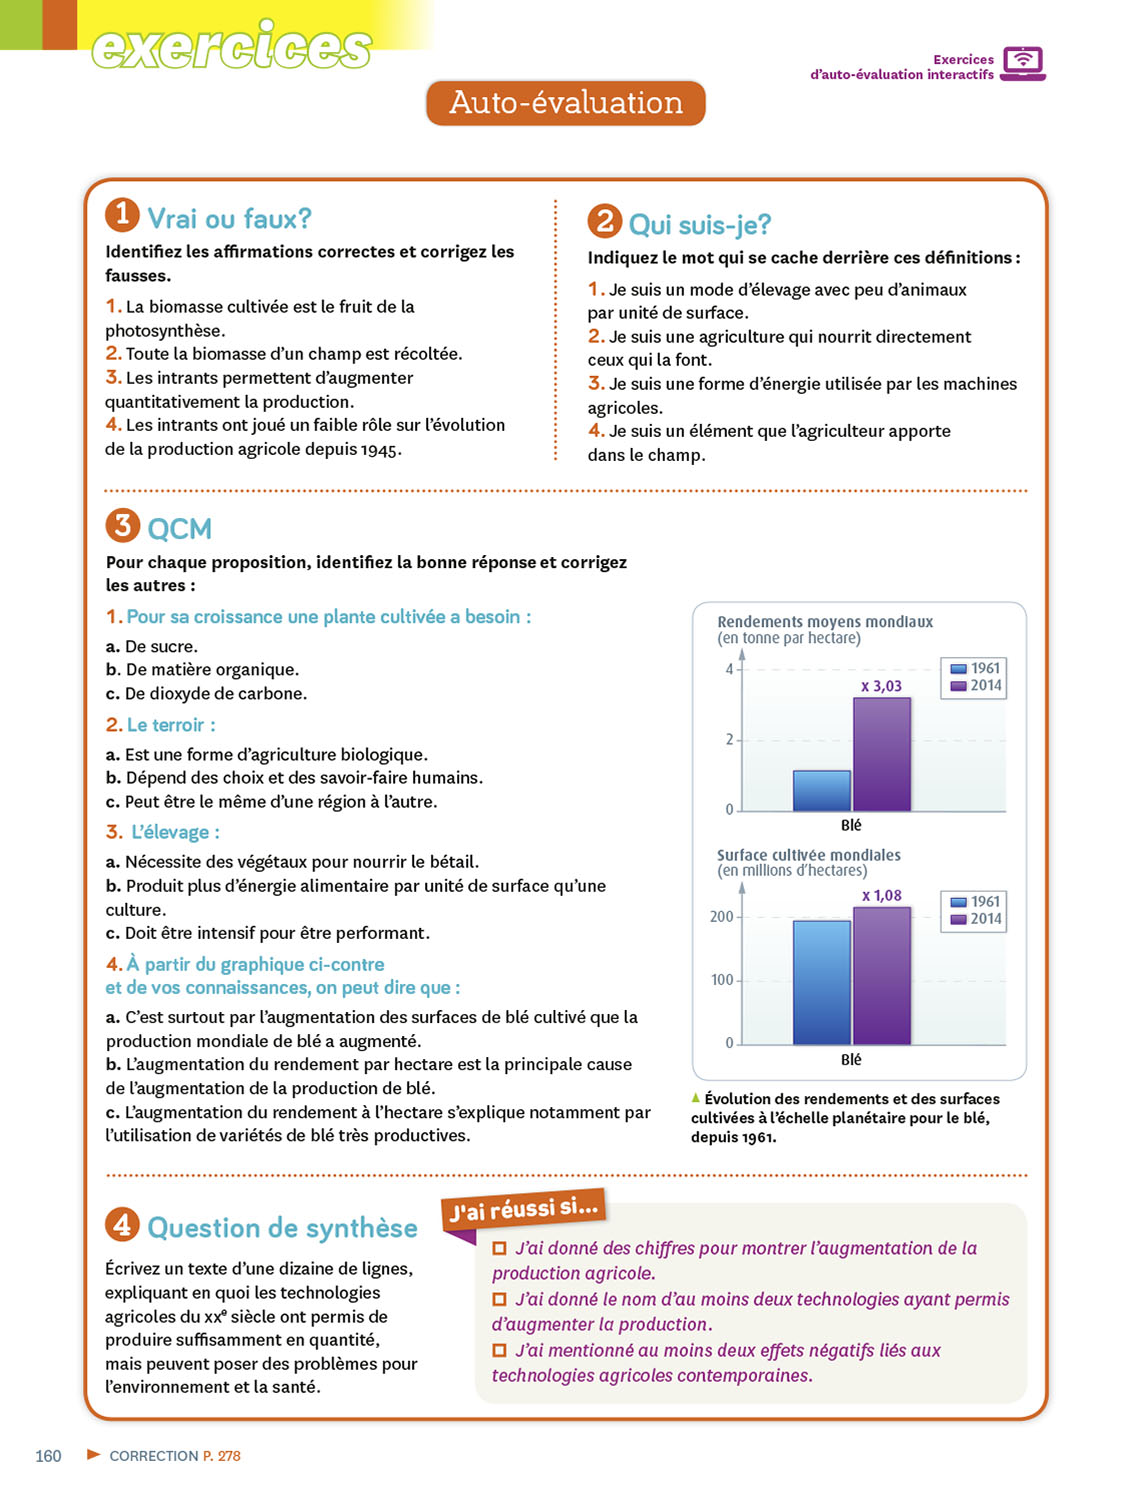 exercices
Exercices
d'auto-évaluation interactifs
Auto-évaluation
1 Vrai ou faux?
Identifiez les affirmations correctes et corrigez les
fausses.
1. La biomasse cultivée est le fruit de la
photosynthèse.
2. Toute la biomasse d'un champ est récoltée.
3. Les intrants permettent d'augmenter
quantitativement la production.
4. Les intrants ont joué un faible rôle sur l'évolution
de la production agricole depuis 1945.
2 Qui suis-je?
Indiquez le mot qui se cache derrière ces définitions :
1. Je suis un mode d'élevage avec peu d'animaux
par unité de surface.
2. Je suis une agriculture qui nourrit directement
ceux qui la font.
3. Je suis une forme d'énergie utilisée par les machines
agricoles.
4. Je suis un élément que l'agriculteur apporte
dans le champ.
3 QCM
Pour chaque proposition, identifiez la bonne réponse et corrigez
les autres :
1. Pour sa croissance une plante cultivée a besoin :
a. De sucre.
b. De matière organique.
c. De dioxyde de carbone.
2. Le terroir :
a. Est une forme d'agriculture biologique.
b. Dépend des choix et des savoir-faire humains.
c. Peut être le même d'une région à l'autre.
3. L'élevage :
a. Nécessite des végétaux pour nourrir le bétail.
b. Produit plus d'énergie alimentaire par unité de surface qu'une
culture.
c. Doit être intensif pour être performant.
4. À partir du graphique ci-contre
et de vos connaissances, on peut dire que :
a. C'est surtout par l'augmentation des surfaces de blé cultivé que la
production mondiale de blé a augmenté.
b. L'augmentation du rendement par hectare est la principale cause
de l'augmentation de la production de blé.
c. L'augmentation du rendement à l'hectare s'explique notamment par
l'utilisation de variétés de blé très productives.
Rendements moyens mondiaux
(en tonne par hectare)
4
2
0
x 3,03
1961
2014
Blé
Surface cultivée mondiales
(en millions d'hectares)
200
100
0
x 1,08
1961
2014
Blé
▲ Évolution des rendements et des surfaces
cultivées à l'échelle planétaire pour le blé,
depuis 1961.
4 Question de synthèse
Écrivez un texte d'une dizaine de lignes,
expliquant en quoi les technologies
agricoles du XXe siècle ont permis de
produire suffisamment en quantité,
mais peuvent poser des problèmes pour
l'environnement et la santé.
J'ai réussi si...
J'ai donné des chiffres pour montrer l'augmentation de la
production agricole.
J'ai donné le nom d'au moins deux technologies ayant permis
d'augmenter la production.
J'ai mentionné au moins deux effets négatifs liés aux
technologies agricoles contemporaines.
160 ► CORRECTION P. 278